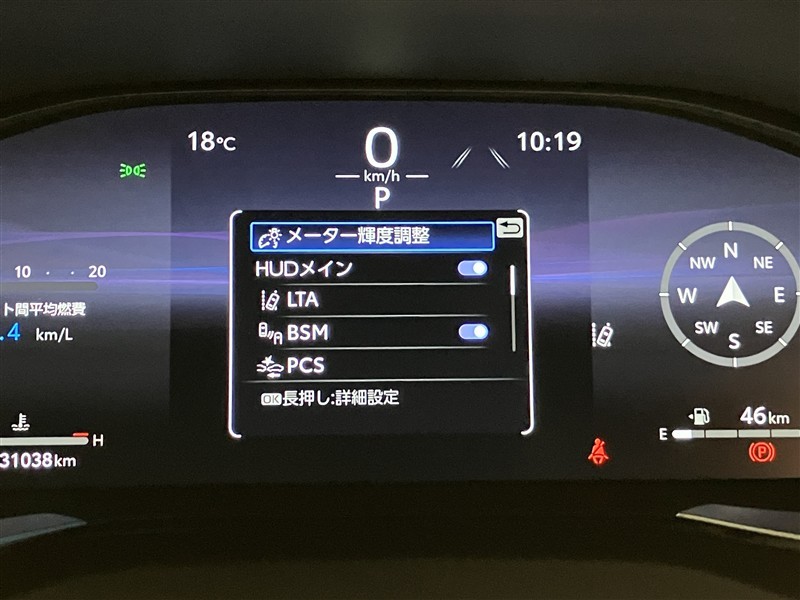 18℃
0
km/h
P
10:19
メーター輝度調整
HUDメイン
LTA
BSM
PCS
OK長押し:詳細設定
10 · · 20
ト間平均燃費
.4 km/L
H
31038km
N
NW NE
W E
SW SE
S
46km
E
P